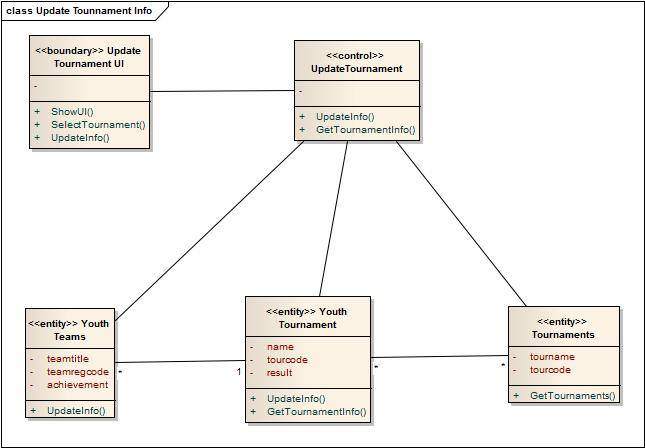 class Update Tounnament Info
<<boundary>> Update
Tournament UI
-
+ ShowUI()
+ SelectTournament()
+ UpdateInfo()
<<control>>
UpdateTournament
-
+ UpdateInfo()
+ GetTournamentInfo()
<<entity>> Youth
Teams
- teamtitle
- teamregcode
- achievement
+ UpdateInfo()
*
1
<<entity>> Youth
Tournament
- name
- tourcode
- result
+ UpdateInfo()
+ GetTournamentInfo()
*
*
<<entity>>
Tournaments
- tourname
- tourcode
+ GetTournaments()